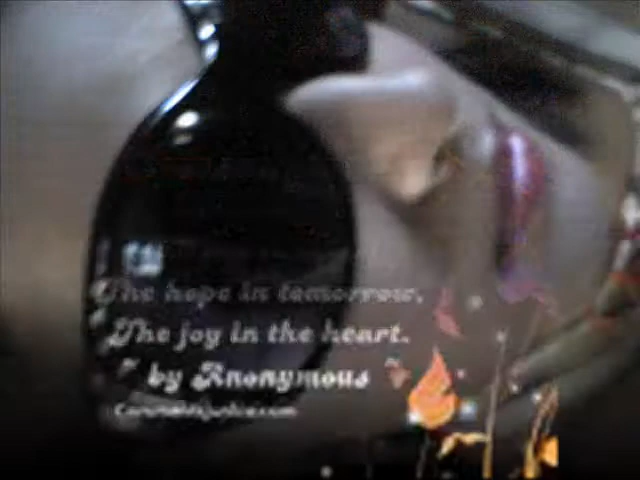 The hope in tomorrow.
The joy in the heart.
~ by Anonymous